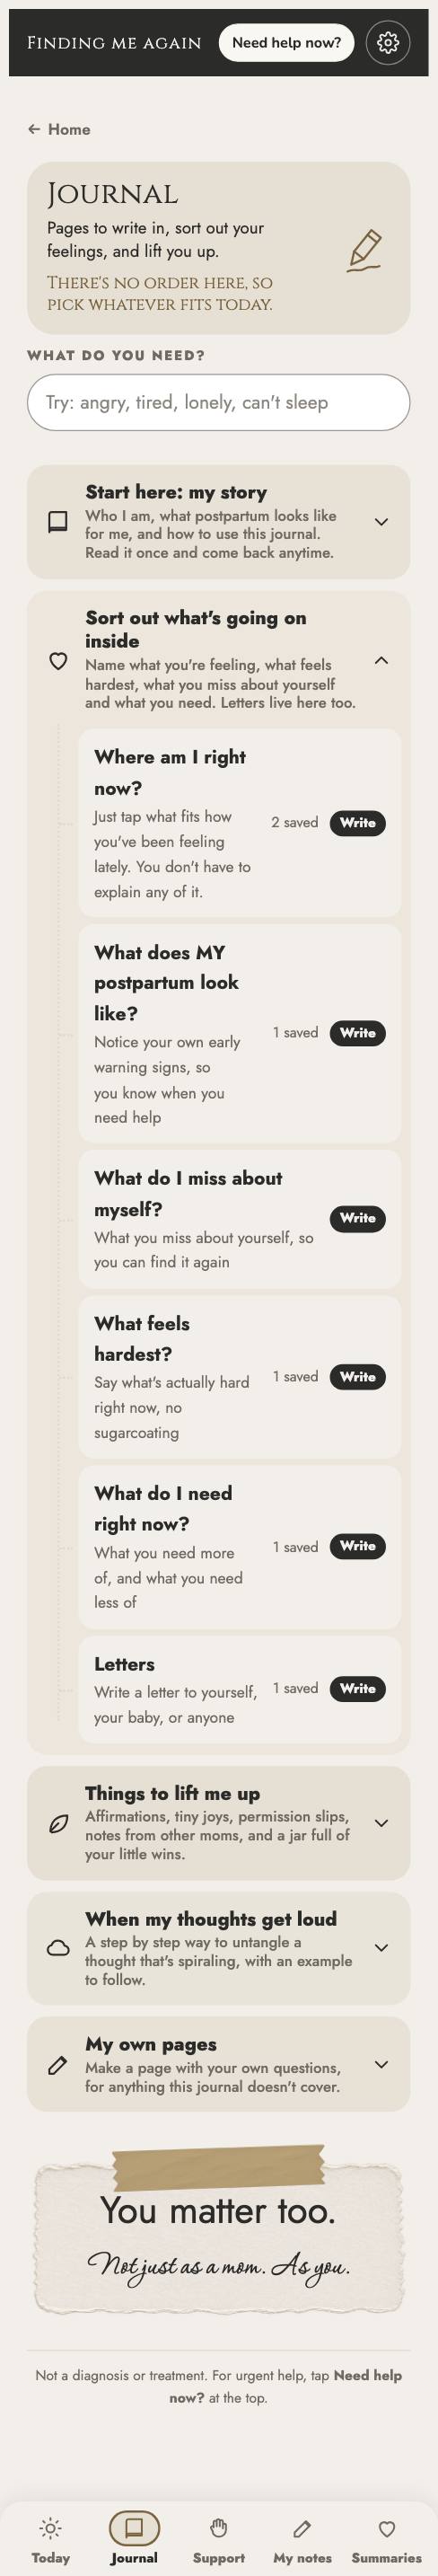 Finding me again
Need help now?
← Home
Journal
Pages to write in, sort out your
feelings, and lift you up.
There's no order here, so
pick whatever fits today.
WHAT DO YOU NEED?
Try: angry, tired, lonely, can't sleep
Start here: my story
Who I am, what postpartum looks like
for me, and how to use this journal.
Read it once and come back anytime.
Sort out what's going on
inside
Name what you're feeling, what feels
hardest, what you miss about yourself
and what you need. Letters live here too.
Where am I right
now?
Just tap what fits how
you've been feeling
lately. You don't have to
explain any of it.
2 saved
Write
What does MY
postpartum look
like?
Notice your own early
warning signs, so
you know when you
need help
1 saved
Write
What do I miss about
myself?
What you miss about yourself, so
you can find it again
Write
What feels
hardest?
Say what's actually hard
right now, no
sugarcoating
1 saved
Write
What do I need
right now?
What you need more
of, and what you need
less of
1 saved
Write
Letters
Write a letter to yourself,
your baby, or anyone
1 saved
Write
Things to lift me up
Affirmations, tiny joys, permission slips,
notes from other moms, and a jar full of
your little wins.
When my thoughts get loud
A step by step way to untangle a
thought that's spiraling, with an example
to follow.
My own pages
Make a page with your own questions,
for anything this journal doesn't cover.
You matter too.
Not just as a mom. As you.
Not a diagnosis or treatment. For urgent help, tap Need help
now? at the top.
Today
Journal
Support
My notes
Summaries